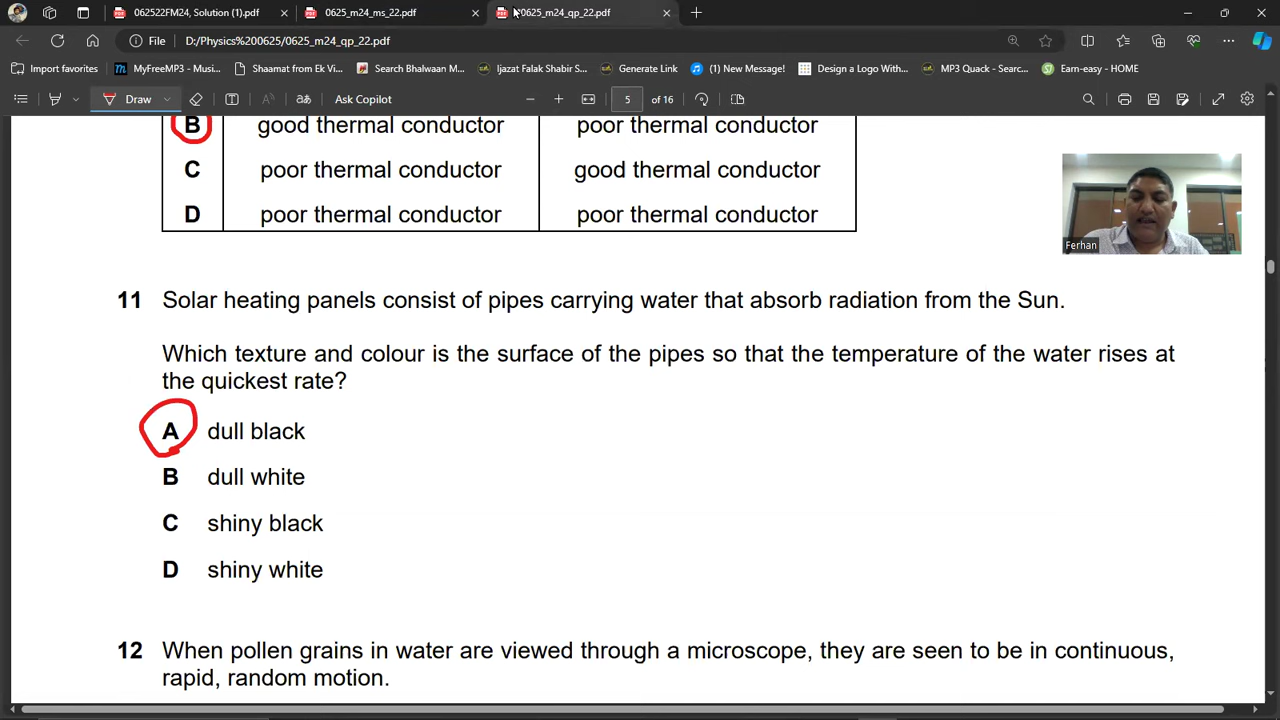 062522FM24, Solution (1).pdf
0625_m24_ms_22.pdf
0625_m24_qp_22.pdf
File
D:/Physics%200625/0625_m24_qp_22.pdf
Import favorites
MyFreeMP3 - Musi...
Shaamat from Ek Vi...
Search Bhalwaan M...
Ijazat Falak Shabir S...
Generate Link
(1) New Message!
Design a Logo With...
MP3 Quack - Searc...
Earn-easy - HOME
Draw
Ask Copilot
5 of 16
B good thermal conductor poor thermal conductor
C poor thermal conductor good thermal conductor
D poor thermal conductor poor thermal conductor
Ferhan
11 Solar heating panels consist of pipes carrying water that absorb radiation from the Sun.
Which texture and colour is the surface of the pipes so that the temperature of the water rises at
the quickest rate?
A dull black
B dull white
C shiny black
D shiny white
12 When pollen grains in water are viewed through a microscope, they are seen to be in continuous,
rapid, random motion.